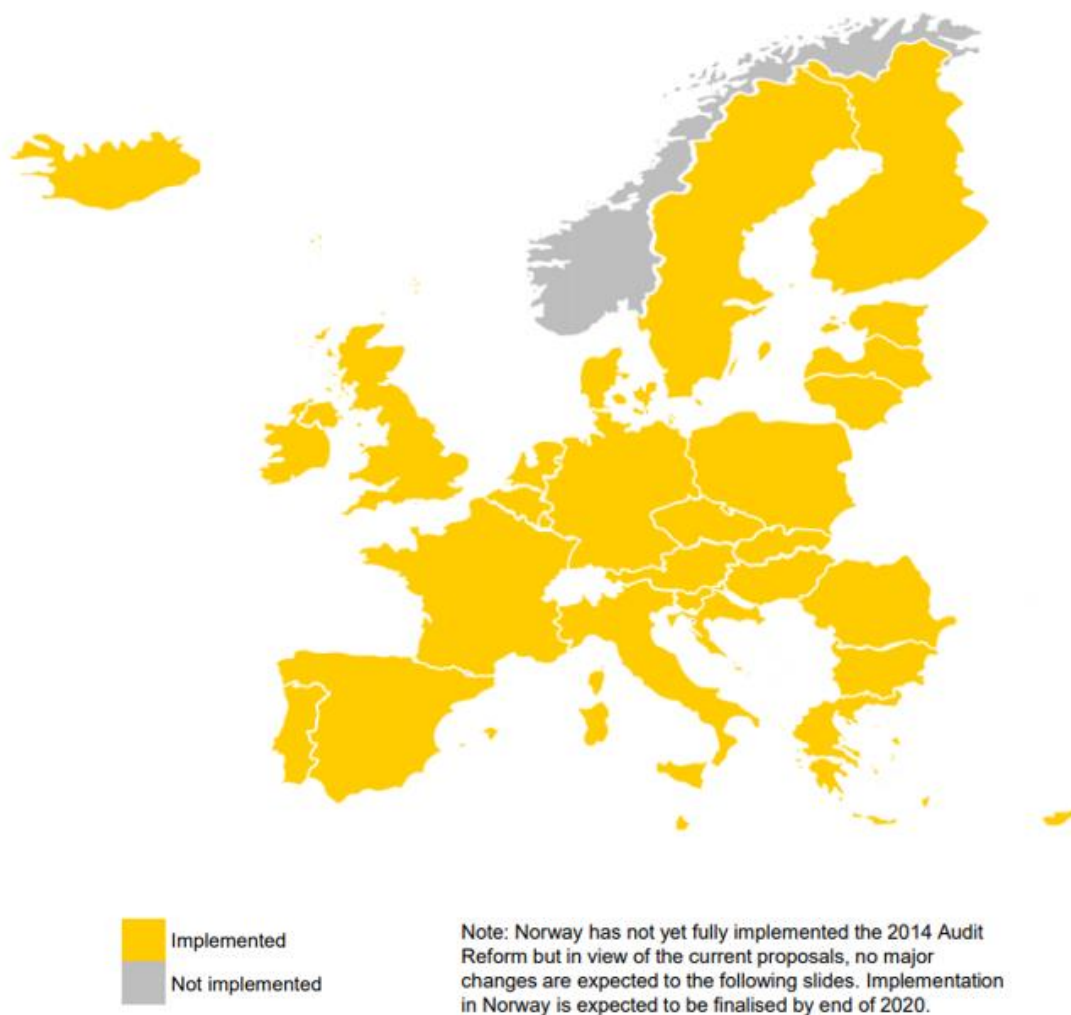 Implemented
Not implemented
Note: Norway has not yet fully implemented the 2014 Audit
Reform but in view of the current proposals, no major
changes are expected to the following slides. Implementation
in Norway is expected to be finalised by end of 2020.